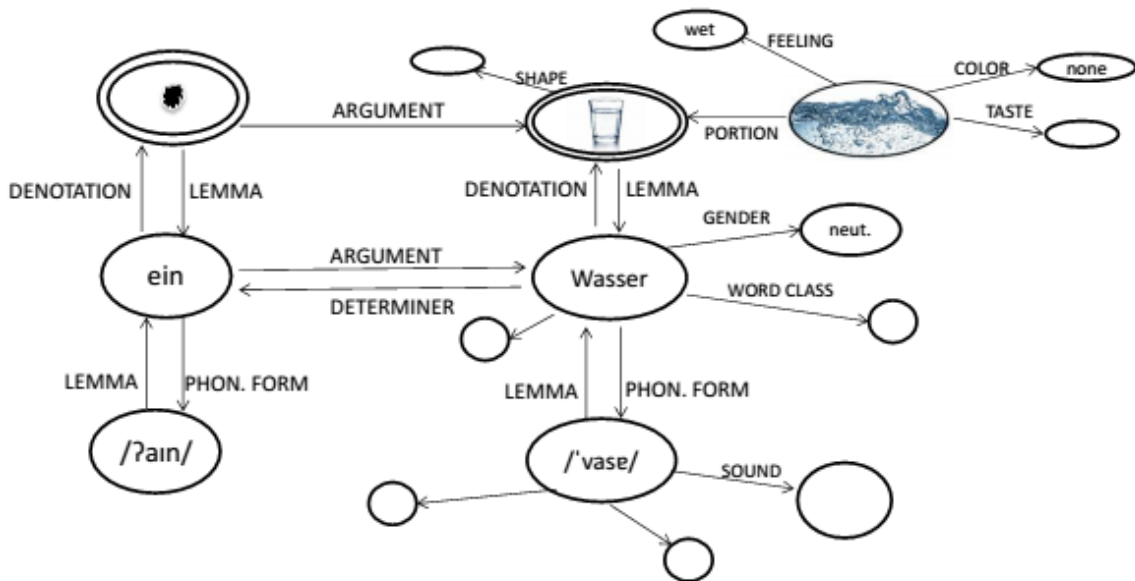 wet
FEELING
COLOR
none
SHAPE
ARGUMENT
PORTION
TASTE
DENOTATION
LEMMA
DENOTATION
LEMMA
GENDER
neut.
ein
ARGUMENT
DETERMINER
Wasser
WORD CLASS
LEMMA
PHON. FORM
LEMMA
PHON. FORM
/ʔaɪn/
/ˈvasɐ/
SOUND